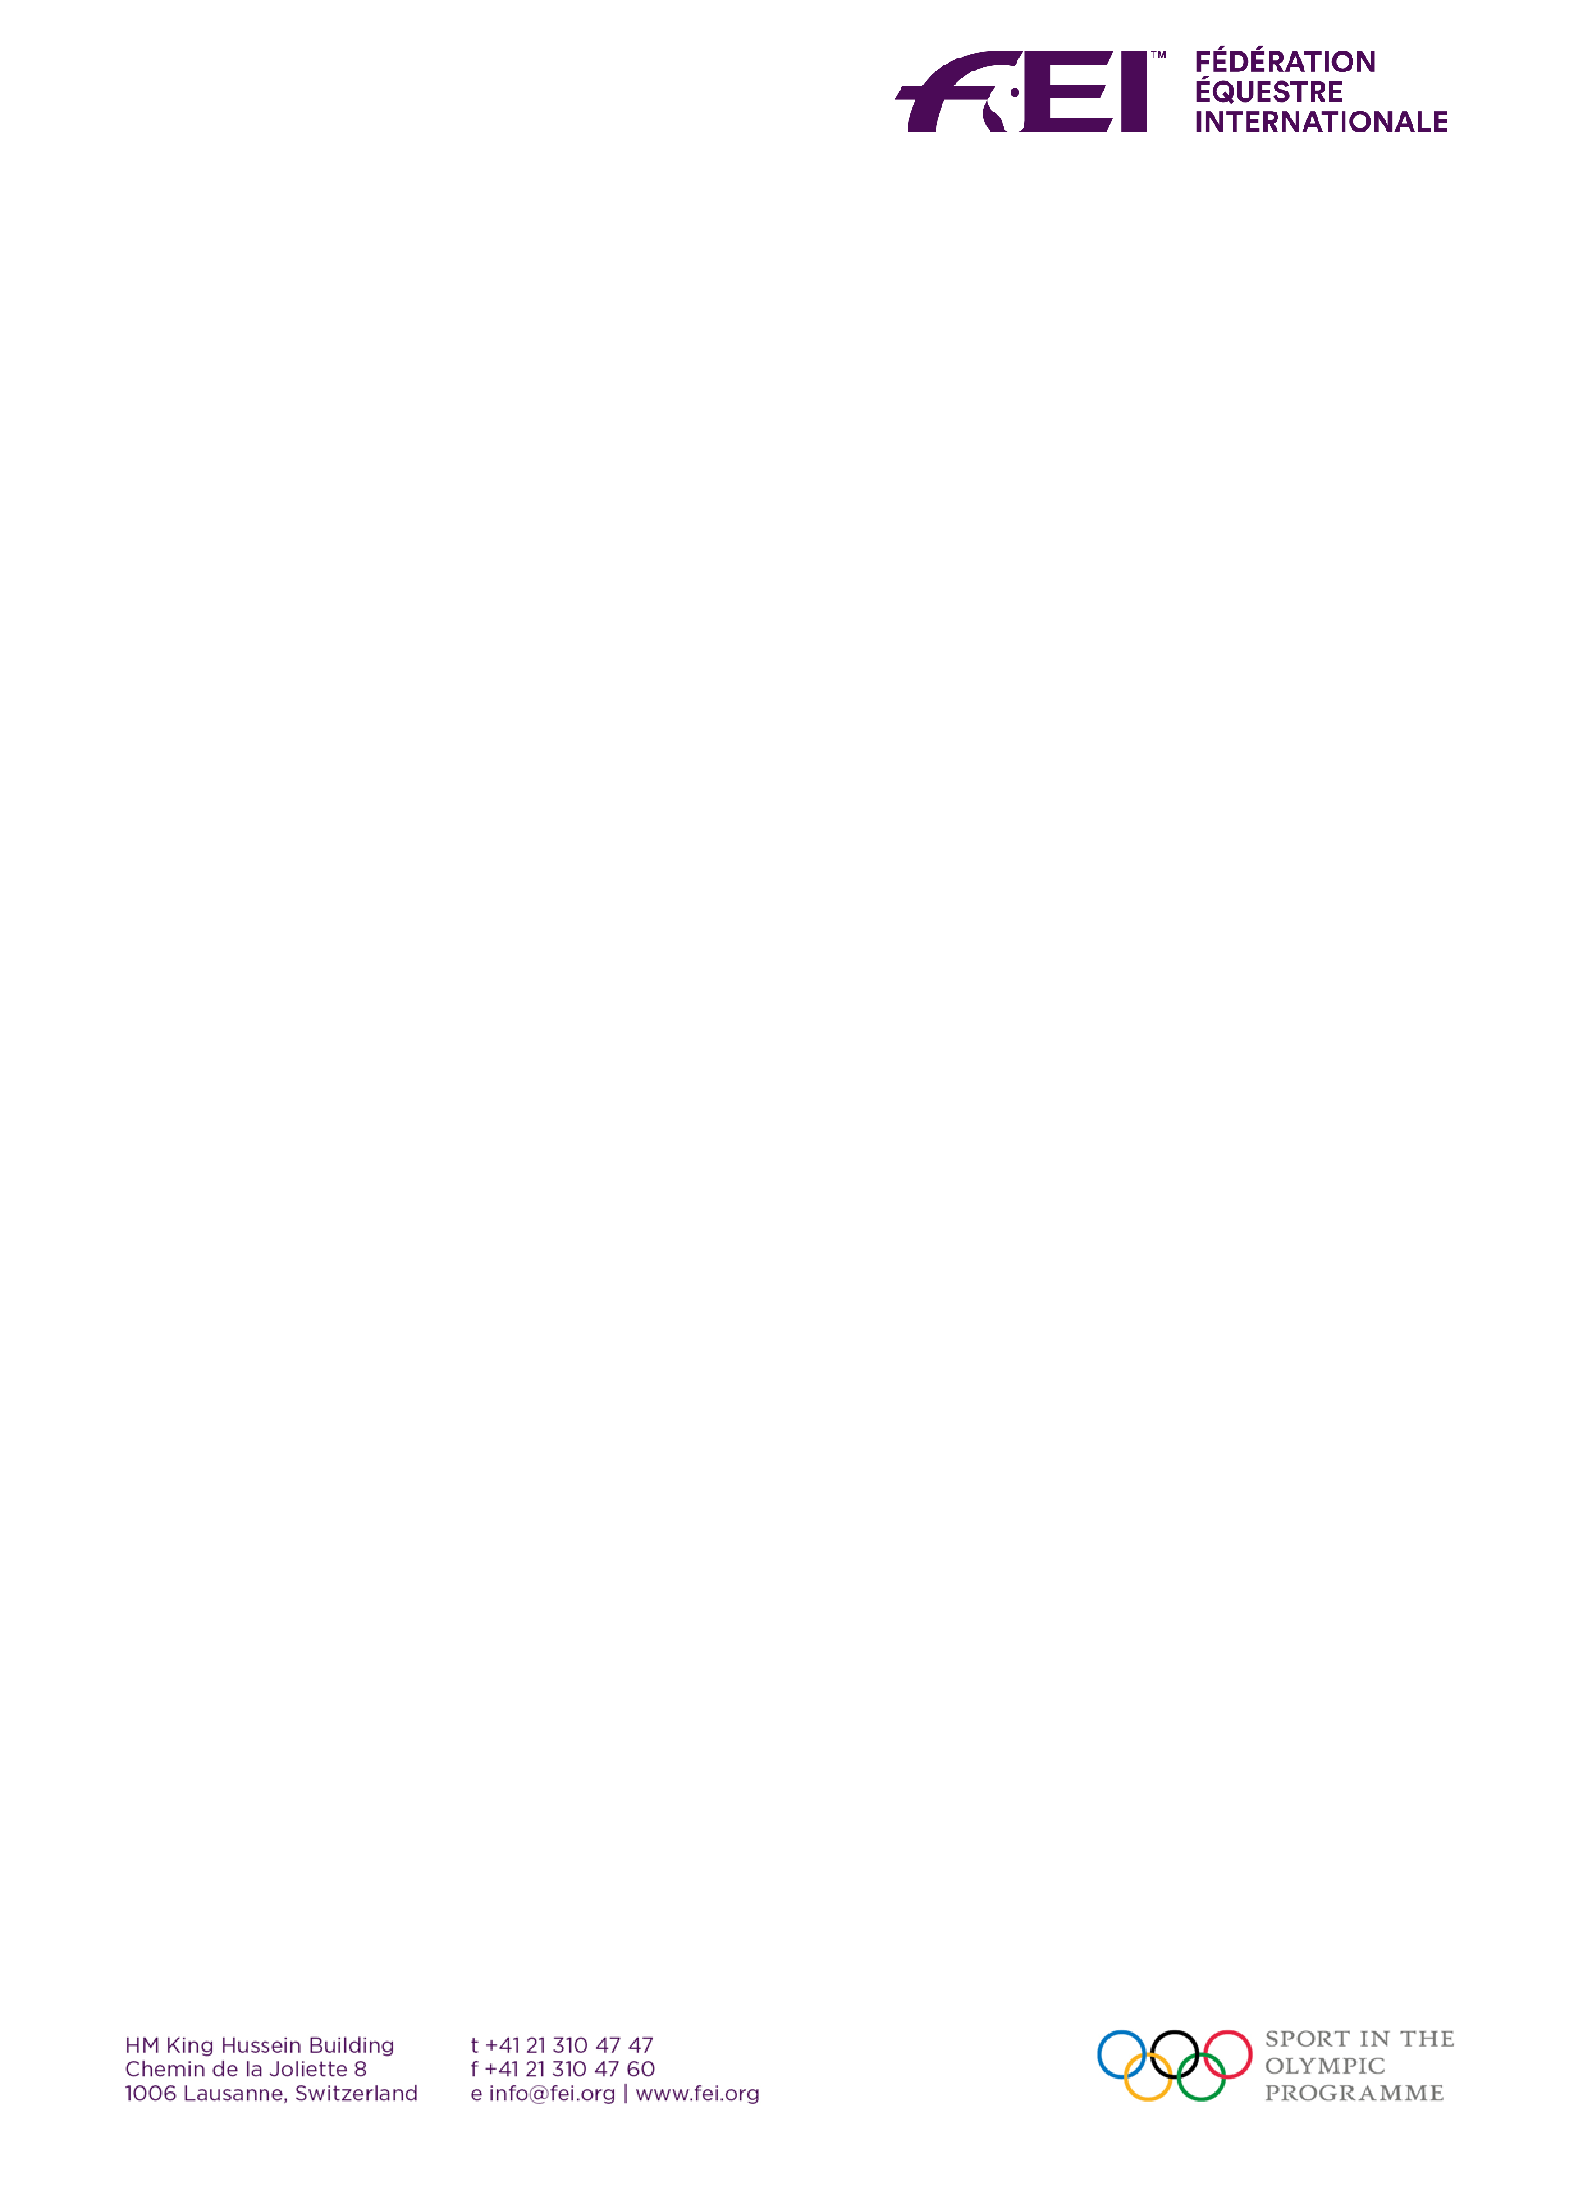 FEI™
FÉDÉRATION
ÉQUESTRE
INTERNATIONALE
HM King Hussein Building
Chemin de la Joliette 8
1006 Lausanne, Switzerland
t +41 21 310 47 47
f +41 21 310 47 60
e info@fei.org | www.fei.org
SPORT IN THE
OLYMPIC
PROGRAMME